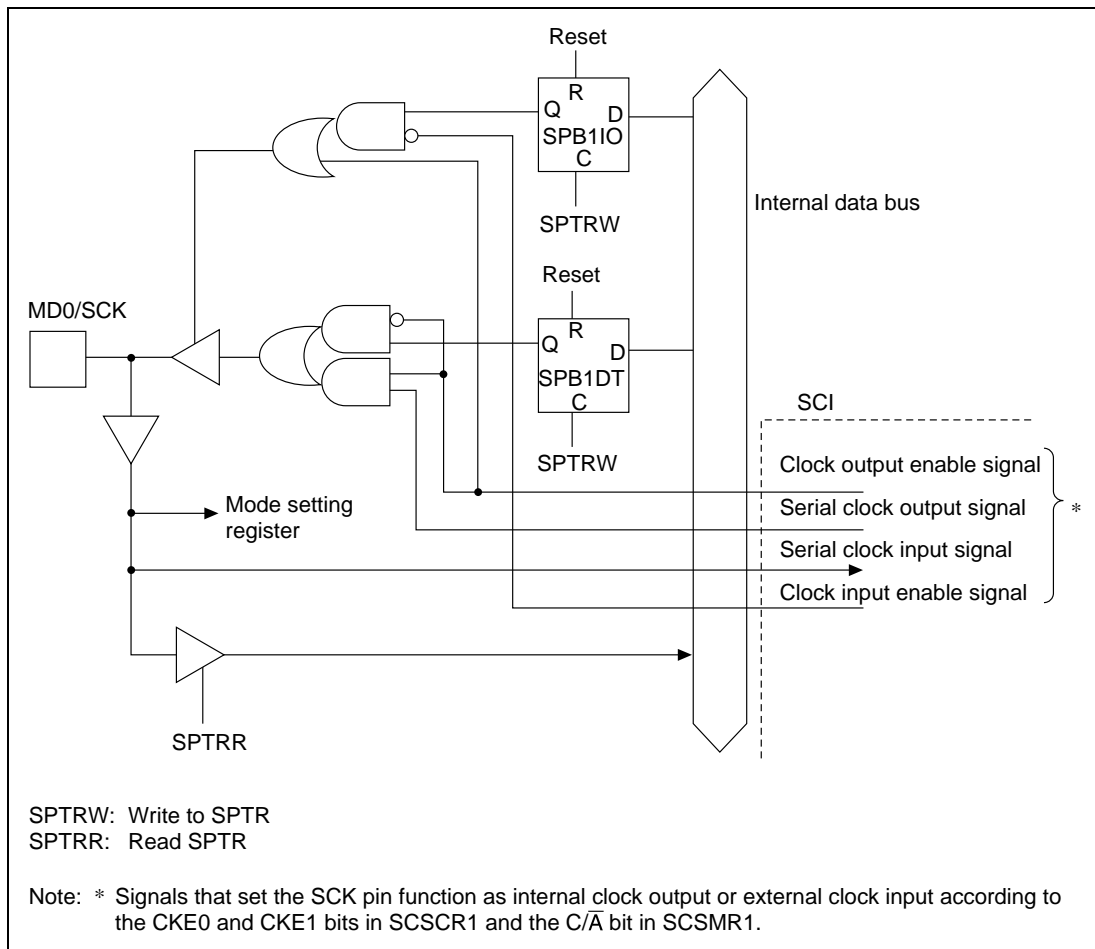 Reset
R
Q
D
SPB1IO
C
Internal data bus
SPTRW
Reset
MD0/SCK
R
Q
D
SPB1DT
C
SCI
SPTRW
Clock output enable signal
Mode setting
register
Serial clock output signal
*
Serial clock input signal
Clock input enable signal
SPTRR
SPTRW: Write to SPTR
SPTRR: Read SPTR
Note: * Signals that set the SCK pin function as internal clock output or external clock input according to
the CKE0 and CKE1 bits in SCSCR1 and the C/A̅ bit in SCSMR1.